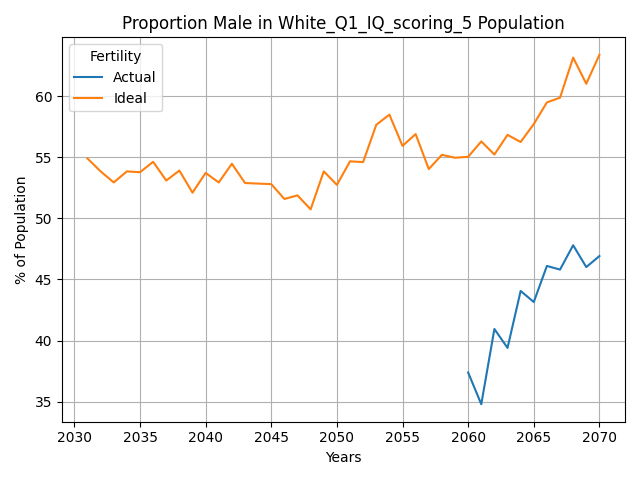 Proportion Male in White_Q1_IQ_scoring_5 Population
Fertility
Actual
Ideal
% of Population
60
55
50
45
40
35
2030 2035 2040 2045 2050 2055 2060 2065 2070
Years